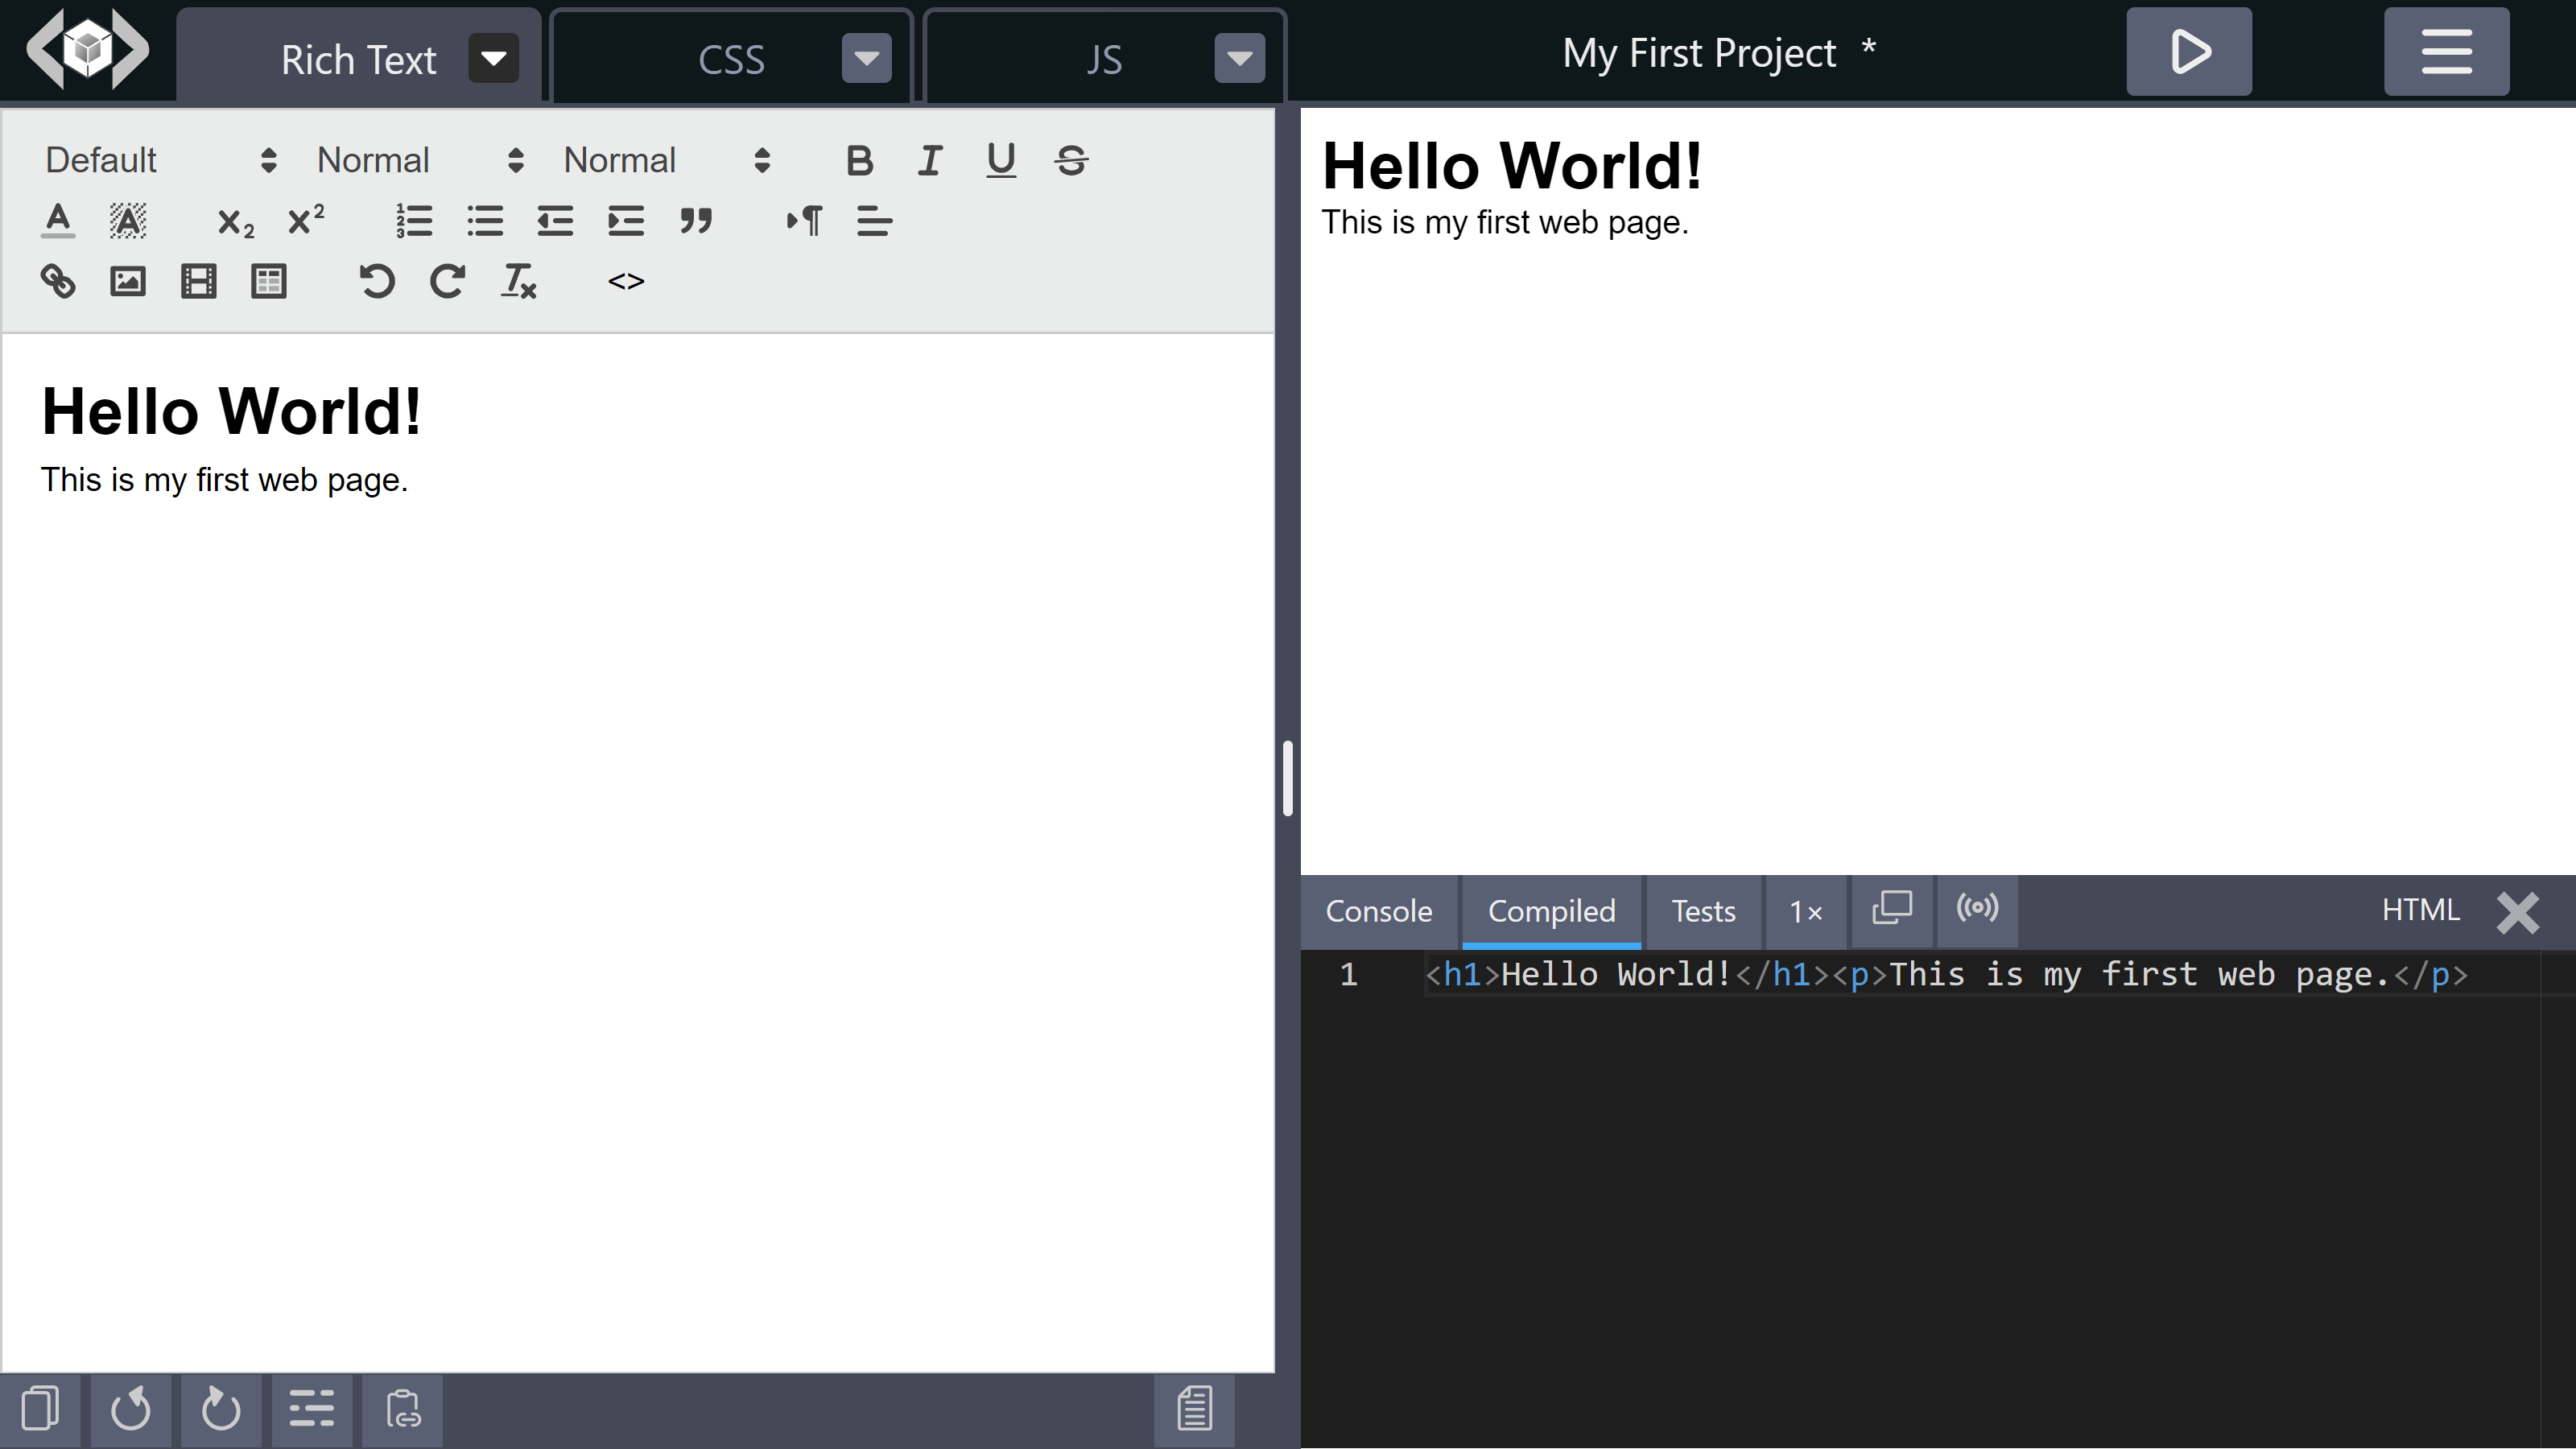 Rich Text
CSS
JS
My First Project *
Default
Normal
Normal
Hello World!
This is my first web page.
Hello World!
This is my first web page.
Console
Compiled
Tests
1×
HTML
1 <h1>Hello World!</h1><p>This is my first web page.</p>